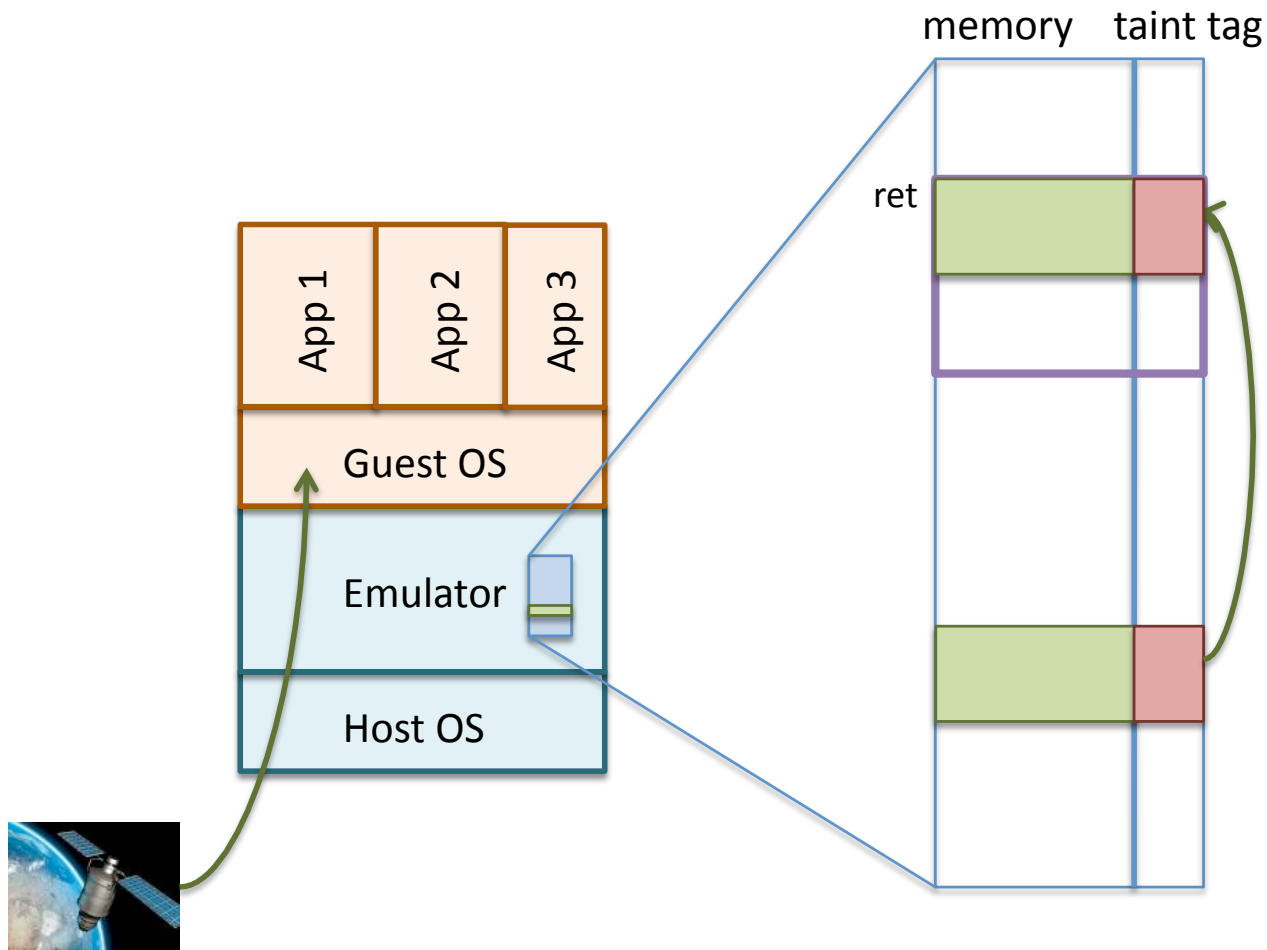 memory taint tag
ret
App 1
App 2
App 3
Guest OS
Emulator
Host OS